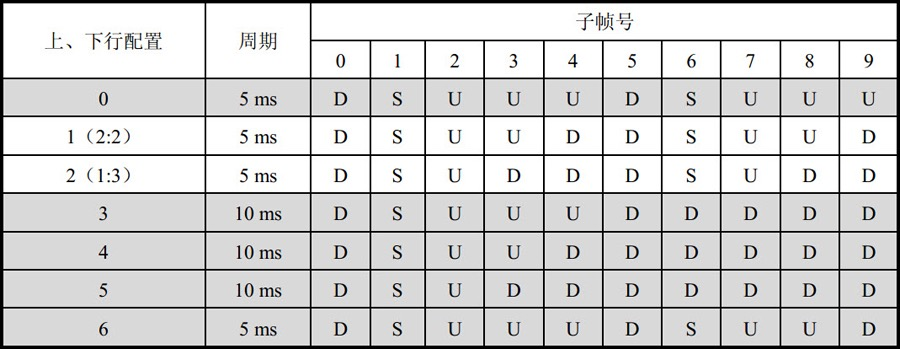 上、下行配置 周期 子帧号
0 1 2 3 4 5 6 7 8 9
0 5 ms D S U U U D S U U U
1（2:2） 5 ms D S U U D D S U U D
2（1:3） 5 ms D S U D D D S U D D
3 10 ms D S U U U D D D D D
4 10 ms D S U U D D D D D D
5 10 ms D S U D D D D D D D
6 5 ms D S U U U D S U U D